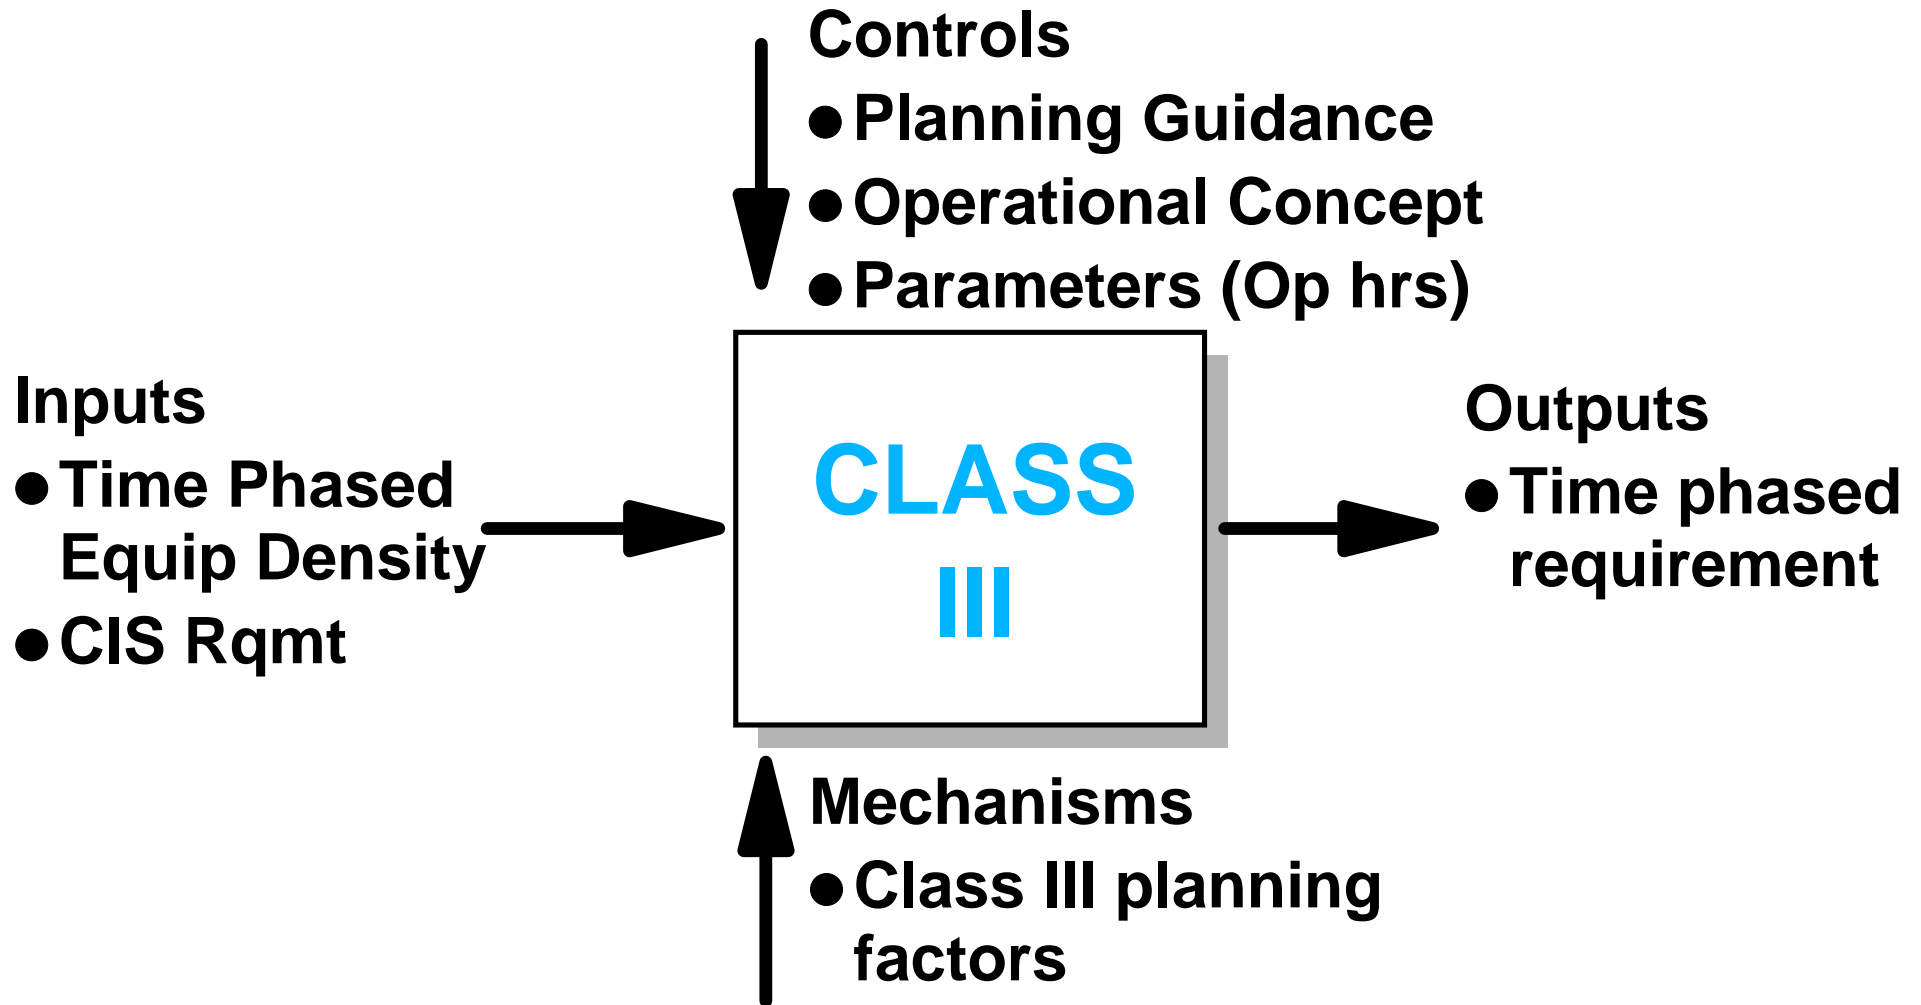 Controls
● Planning Guidance
● Operational Concept
● Parameters (Op hrs)
Inputs
● Time Phased
Equip Density
● CIS Rqmt
CLASS
III
Outputs
● Time phased
requirement
Mechanisms
● Class III planning
factors